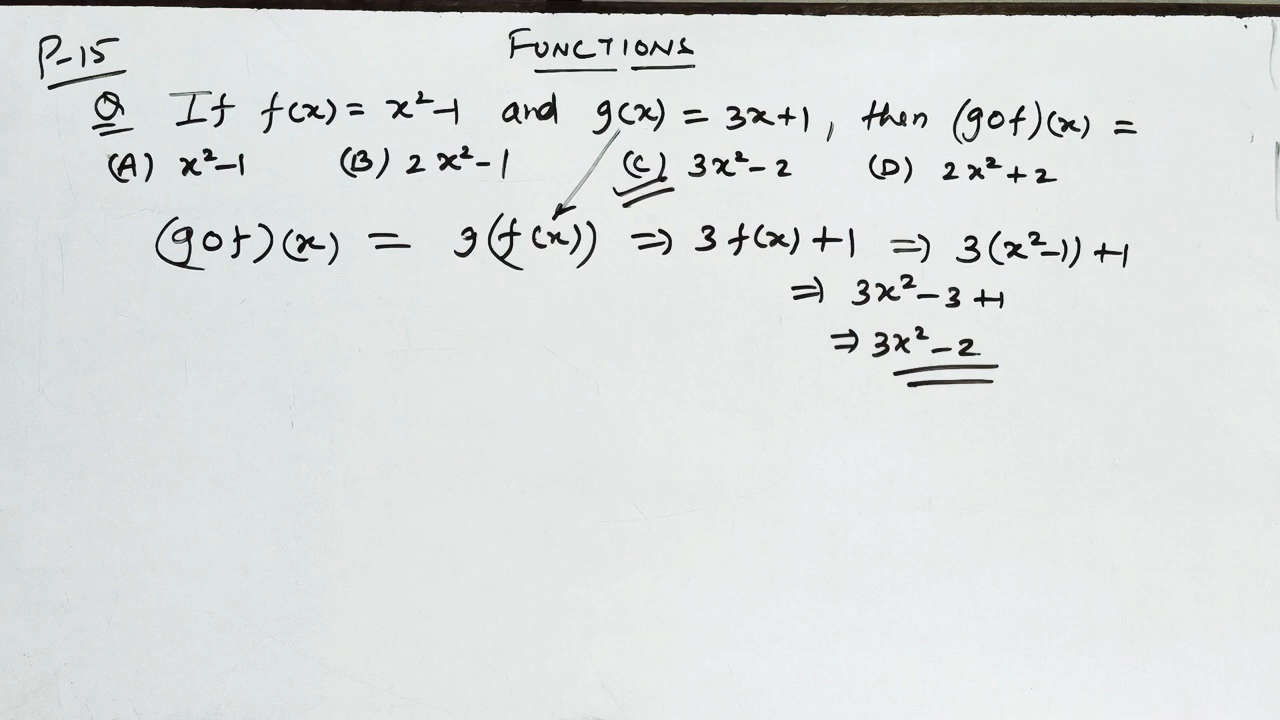 P-15
FUNCTIONS
Q If f(x) = x²-1 and g(x) = 3x+1, then (gof)(x) =
(A) x²-1 (B) 2x²-1 (C) 3x²-2 (D) 2x²+2
(gof)(x) = g(f(x)) ⇒ 3f(x)+1 ⇒ 3(x²-1)+1
⇒ 3x²-3+1
⇒ 3x²-2